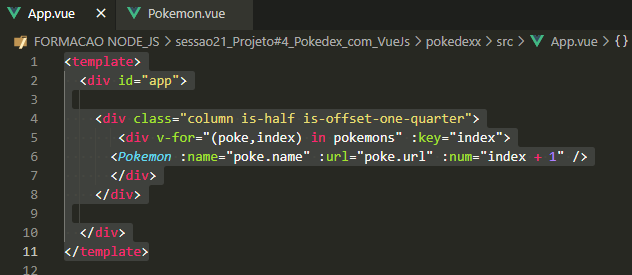 App.vue × Pokemon.vue
FORMACAO NODE_JS > sessao21_Projeto#4_Pokedex_com_VueJs > pokedexx > src > App.vue > {}
1 <template>
2 <div id="app">
3
4 <div class="column is-half is-offset-one-quarter">
5 <div v-for="(poke,index) in pokemons" :key="index">
6 <Pokemon :name="poke.name" :url="poke.url" :num="index + 1" />
7 </div>
8 </div>
9
10 </div>
11 </template>
12